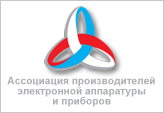 Ассоциация производителей
электронной аппаратуры
и приборов